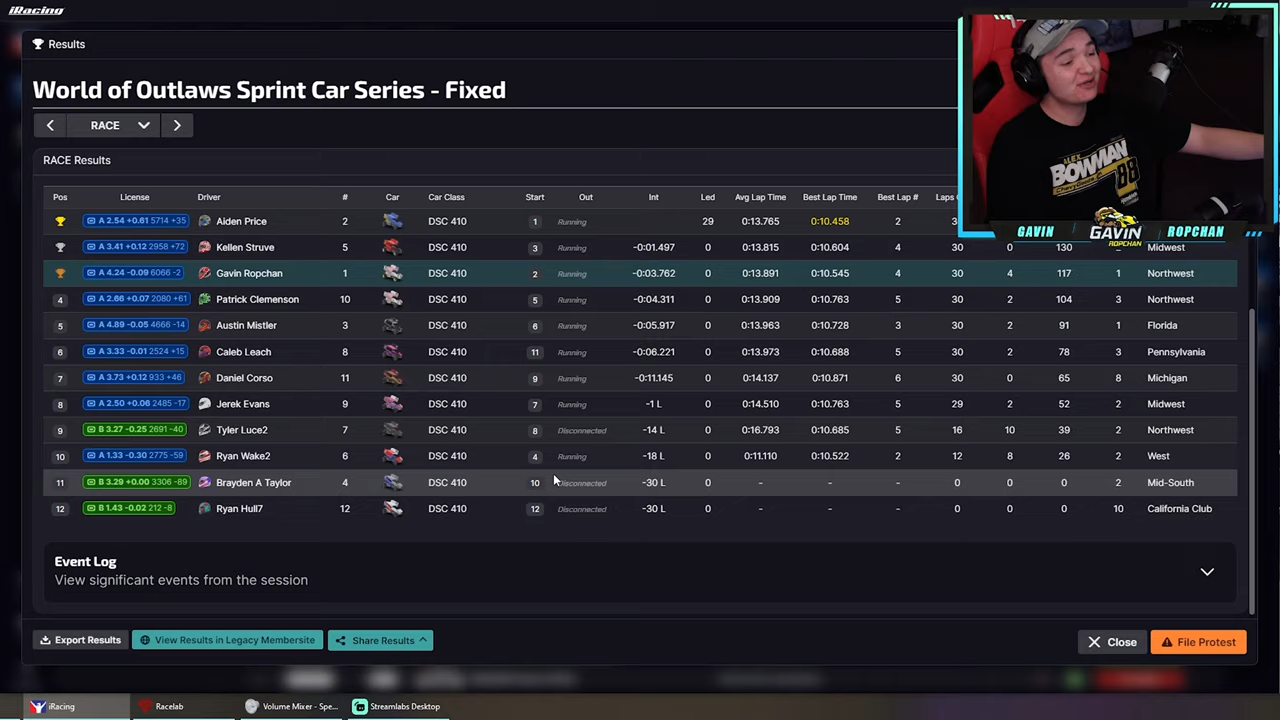 iRacing
Results
World of Outlaws Sprint Car Series - Fixed
RACE
RACE Results
Pos License Driver # Car Car Class Start Out Int Led Avg Lap Time Best Lap Time Best Lap # Laps
A 2.54 +0.61 5714 +35 Aiden Price 2 DSC 410 1 Running 29 0:13.765 0:10.458 2
A 3.41 +0.12 2958 +72 Kellen Struve 5 DSC 410 3 Running -0:01.497 0 0:13.815 0:10.604 4 30 0 130 Midwest
A 4.24 -0.09 6066 -2 Gavin Ropchan 1 DSC 410 2 Running -0:03.762 0 0:13.891 0:10.545 4 30 4 117 1 Northwest
4 A 2.66 +0.07 2080 +61 Patrick Clemenson 10 DSC 410 5 Running -0:04.311 0 0:13.909 0:10.763 5 30 2 104 3 Northwest
5 A 4.89 -0.05 4666 -14 Austin Mistler 3 DSC 410 6 Running -0:05.917 0 0:13.963 0:10.728 3 30 2 91 1 Florida
6 A 3.33 -0.01 2524 +15 Caleb Leach 8 DSC 410 11 Running -0:06.221 0 0:13.973 0:10.688 5 30 2 78 3 Pennsylvania
7 A 3.73 +0.12 933 +46 Daniel Corso 11 DSC 410 9 Running -0:11.145 0 0:14.137 0:10.871 6 30 0 65 8 Michigan
8 A 2.50 +0.06 2485 -17 Jerek Evans 9 DSC 410 7 Running -1 L 0 0:14.510 0:10.763 5 29 2 52 2 Midwest
9 B 3.27 -0.25 2691 -40 Tyler Luce2 7 DSC 410 8 Disconnected -14 L 0 0:16.793 0:10.685 5 16 10 39 2 Northwest
10 A 1.33 -0.30 2775 -59 Ryan Wake2 6 DSC 410 4 Running -18 L 0 0:11.110 0:10.522 2 12 8 26 2 West
11 B 3.29 +0.00 3306 -89 Brayden A Taylor 4 DSC 410 10 Disconnected -30 L 0 - - - 0 0 0 2 Mid-South
12 B 1.43 -0.02 212 -8 Ryan Hull7 12 DSC 410 12 Disconnected -30 L 0 - - - 0 0 0 10 California Club
Event Log
View significant events from the session
Export Results
View Results in Legacy Membersite
Share Results
Close
File Protest
iRacing
Racelab
Volume Mixer - Spe...
Streamlabs Desktop
ALEX
BOWMAN
88
GAVIN
GAVIN
ROPCHAN
ROPCHAN